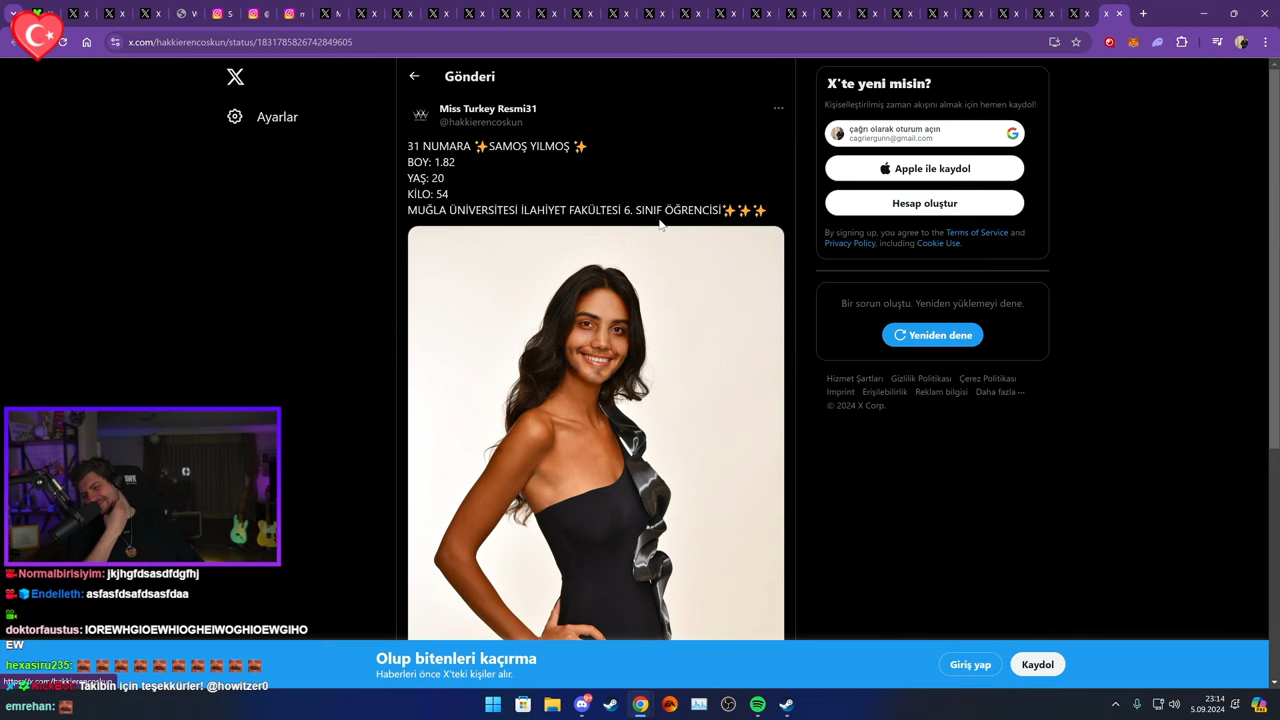 x.com/hakkierencoskun/status/1831785826742849605
Ayarlar
Gönderi
Miss Turkey Resmi31
@hakkierencoskun
31 NUMARA ✨SAMOŞ YILMOŞ ✨
BOY: 1.82
YAŞ: 20
KİLO: 54
MUĞLA ÜNİVERSİTESİ İLAHİYET FAKÜLTESİ 6. SINIF ÖĞRENCİSİ✨✨✨
X'te yeni misin?
Kişiselleştirilmiş zaman akışını almak için hemen kaydol!
çağrı olarak oturum açın
cagriergunn@gmail.com
Apple ile kaydol
Hesap oluştur
By signing up, you agree to the Terms of Service and
Privacy Policy, including Cookie Use.
Bir sorun oluştu. Yeniden yüklemeyi dene.
Yeniden dene
Hizmet Şartları Gizlilik Politikası Çerez Politikası
Imprint Erişilebilirlik Reklam bilgisi Daha fazla ···
© 2024 X Corp.
Normalbirisiyim: jkjhgfdsasdfdgfhj
Endelleth: asfasfdsafdsasfdaa
doktorfaustus: IOREWHGIOEWHIOGHEIWOGHIOEWGIHO
EW
hexasiru235:
https://x.com/hakkierencoskun
Takibin için teşekkürler! @howitzer0
emrehan:
Olup bitenleri kaçırma
Haberleri önce X'teki kişiler alır.
Giriş yap
Kaydol
23:14
5.09.2024